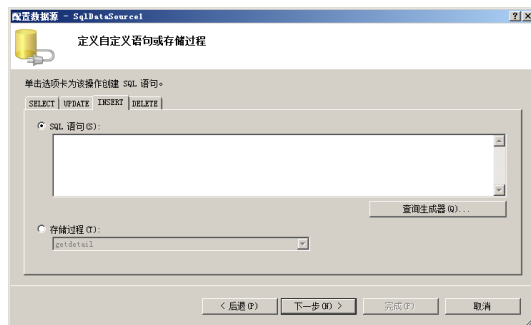 配置数据源 - SqlDataSource1
定义自定义语句或存储过程
单击选项卡为该操作创建 SQL 语句。
SELECT UPDATE INSERT DELETE
SQL 语句(S):
查询生成器(Q)...
存储过程(T):
getdetail
< 后退(P) 下一步(N) > 完成(F) 取消